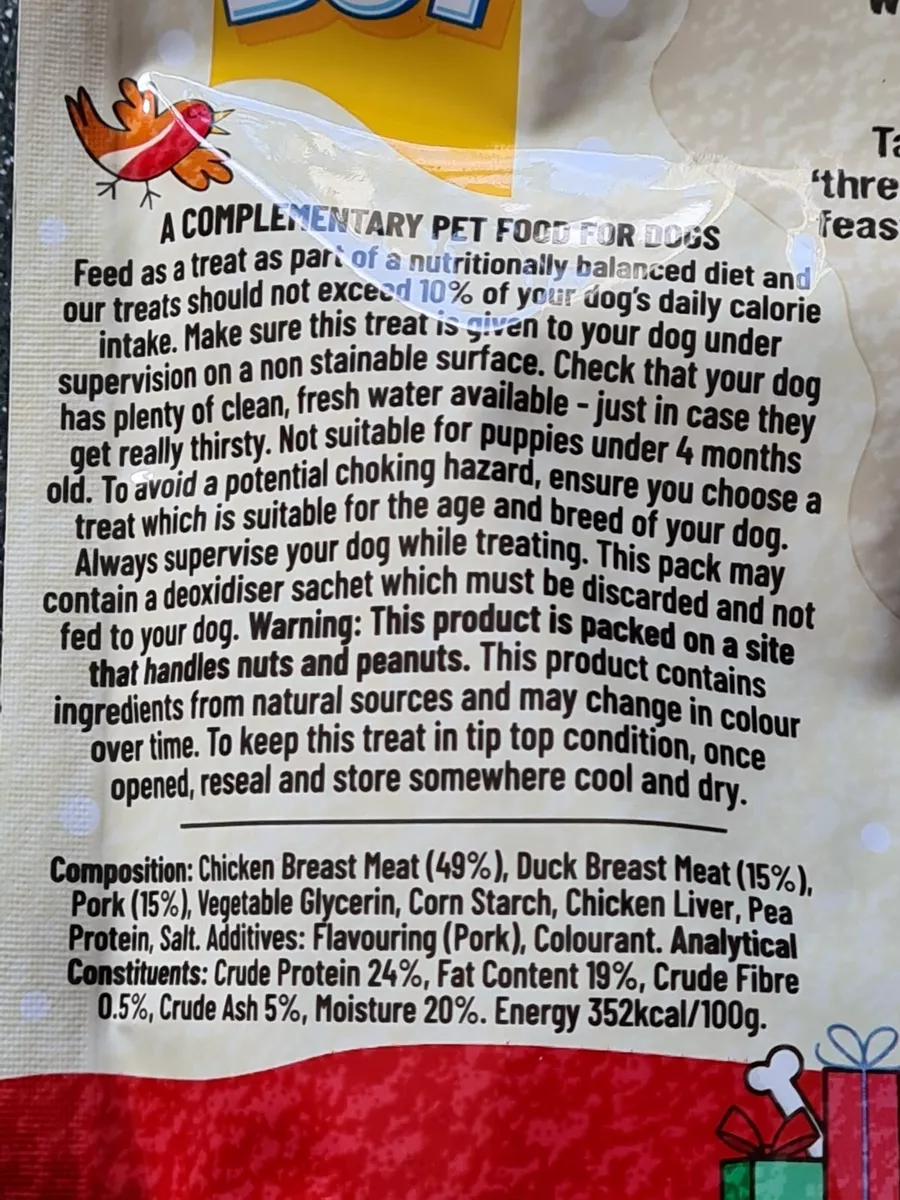 A COMPLEMENTARY PET FOOD FOR DOGS
Feed as a treat as part of a nutritionally balanced diet and
our treats should not exceed 10% of your dog's daily calorie
intake. Make sure this treat is given to your dog under
supervision on a non stainable surface. Check that your dog
has plenty of clean, fresh water available - just in case they
get really thirsty. Not suitable for puppies under 4 months
old. To avoid a potential choking hazard, ensure you choose a
treat which is suitable for the age and breed of your dog.
Always supervise your dog while treating. This pack may
contain a deoxidiser sachet which must be discarded and not
fed to your dog. Warning: This product is packed on a site
that handles nuts and peanuts. This product contains
ingredients from natural sources and may change in colour
over time. To keep this treat in tip top condition, once
opened, reseal and store somewhere cool and dry.
Composition: Chicken Breast Meat (49%), Duck Breast Meat (15%),
Pork (15%), Vegetable Glycerin, Corn Starch, Chicken Liver, Pea
Protein, Salt. Additives: Flavouring (Pork), Colourant. Analytical
Constituents: Crude Protein 24%, Fat Content 19%, Crude Fibre
0.5%, Crude Ash 5%, Moisture 20%. Energy 352kcal/100g.